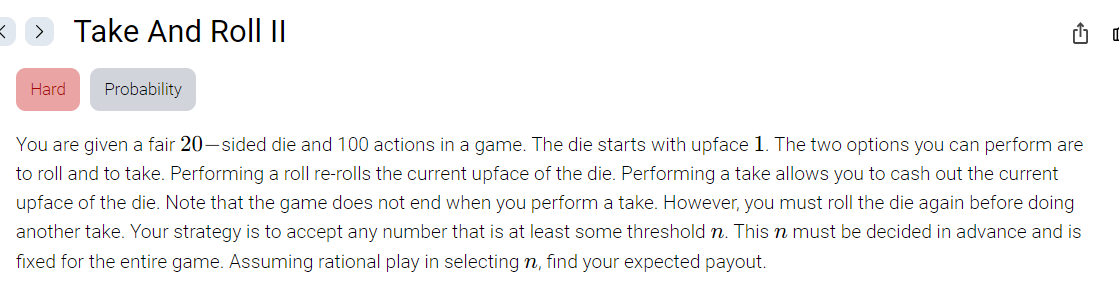 Take And Roll II
Hard
Probability
You are given a fair 20−sided die and 100 actions in a game. The die starts with upface 1. The two options you can perform are
to roll and to take. Performing a roll re-rolls the current upface of the die. Performing a take allows you to cash out the current
upface of the die. Note that the game does not end when you perform a take. However, you must roll the die again before doing
another take. Your strategy is to accept any number that is at least some threshold n. This n must be decided in advance and is
fixed for the entire game. Assuming rational play in selecting n, find your expected payout.